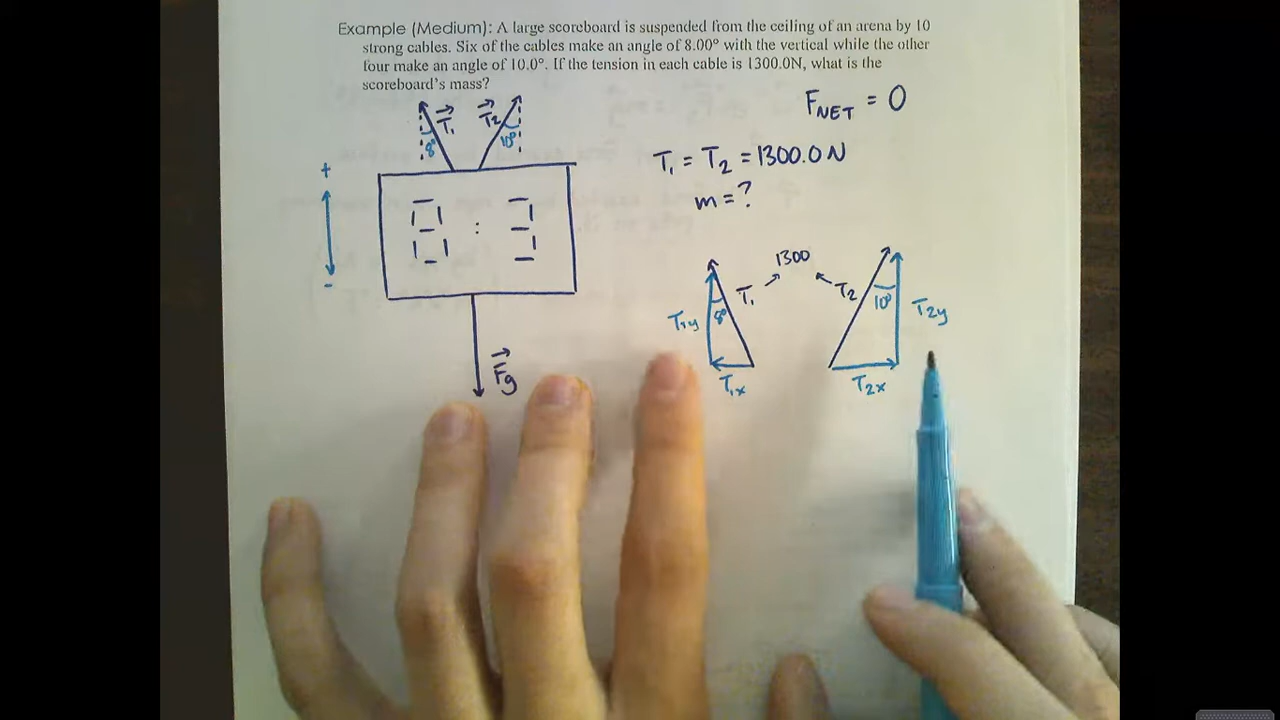 Example (Medium): A large scoreboard is suspended from the ceiling of an arena by 10
strong cables. Six of the cables make an angle of 8.00° with the vertical while the other
four make an angle of 10.0°. If the tension in each cable is 1300.0N, what is the
scoreboard's mass?
F_NET = 0
T₁ T₂
8° 10°
T₁ = T₂ = 1300.0 N
m = ?
+
-
8 : 3
Fg
1300
T₁ T₂
T₁y 8° 10° T₂y
T₁x T₂x